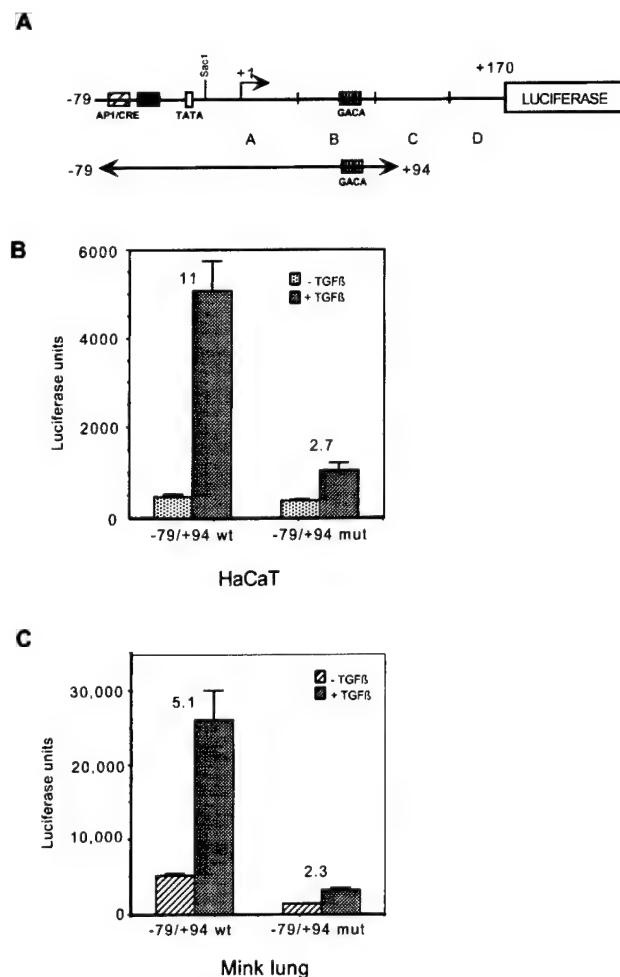 A
Sac1
+1
+170
-79
LUCIFERASE
AP1/CRE
TATA
GACA
A B C D
-79
+94
GACA
B
6000
4000
2000
0
Luciferase units
11
2.7
- TGFß
+ TGFß
-79/+94 wt
-79/+94 mut
HaCaT
C
30,000
20,000
10,000
0
Luciferase units
5.1
2.3
- TGFß
+ TGFß
-79/+94 wt
-79/+94 mut
Mink lung